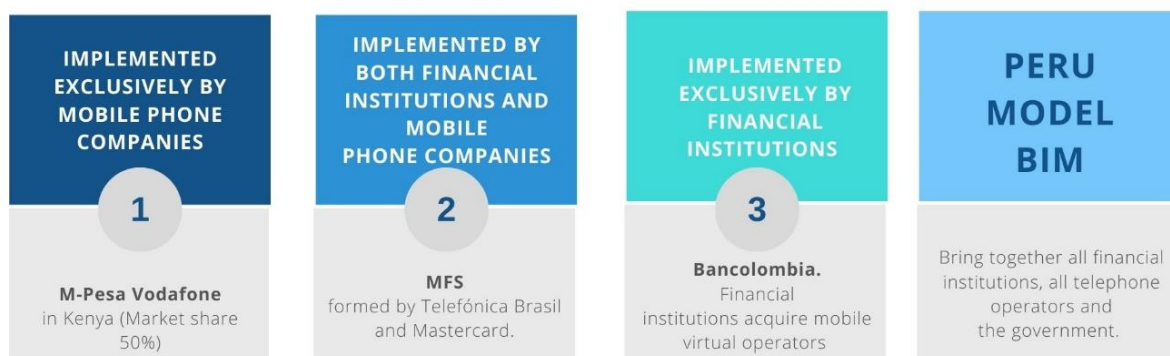 IMPLEMENTED
EXCLUSIVELY BY
MOBILE PHONE
COMPANIES
1
M-Pesa Vodafone
in Kenya (Market share
50%)
IMPLEMENTED BY
BOTH FINANCIAL
INSTITUTIONS AND
MOBILE
PHONE COMPANIES
2
MFS
formed by Telefónica Brasil
and Mastercard.
IMPLEMENTED
EXCLUSIVELY BY
FINANCIAL
INSTITUTIONS
3
Bancolombia.
Financial
institutions acquire mobile
virtual operators
PERU
MODEL
BIM
Bring together all financial
institutions, all telephone
operators and
the government.